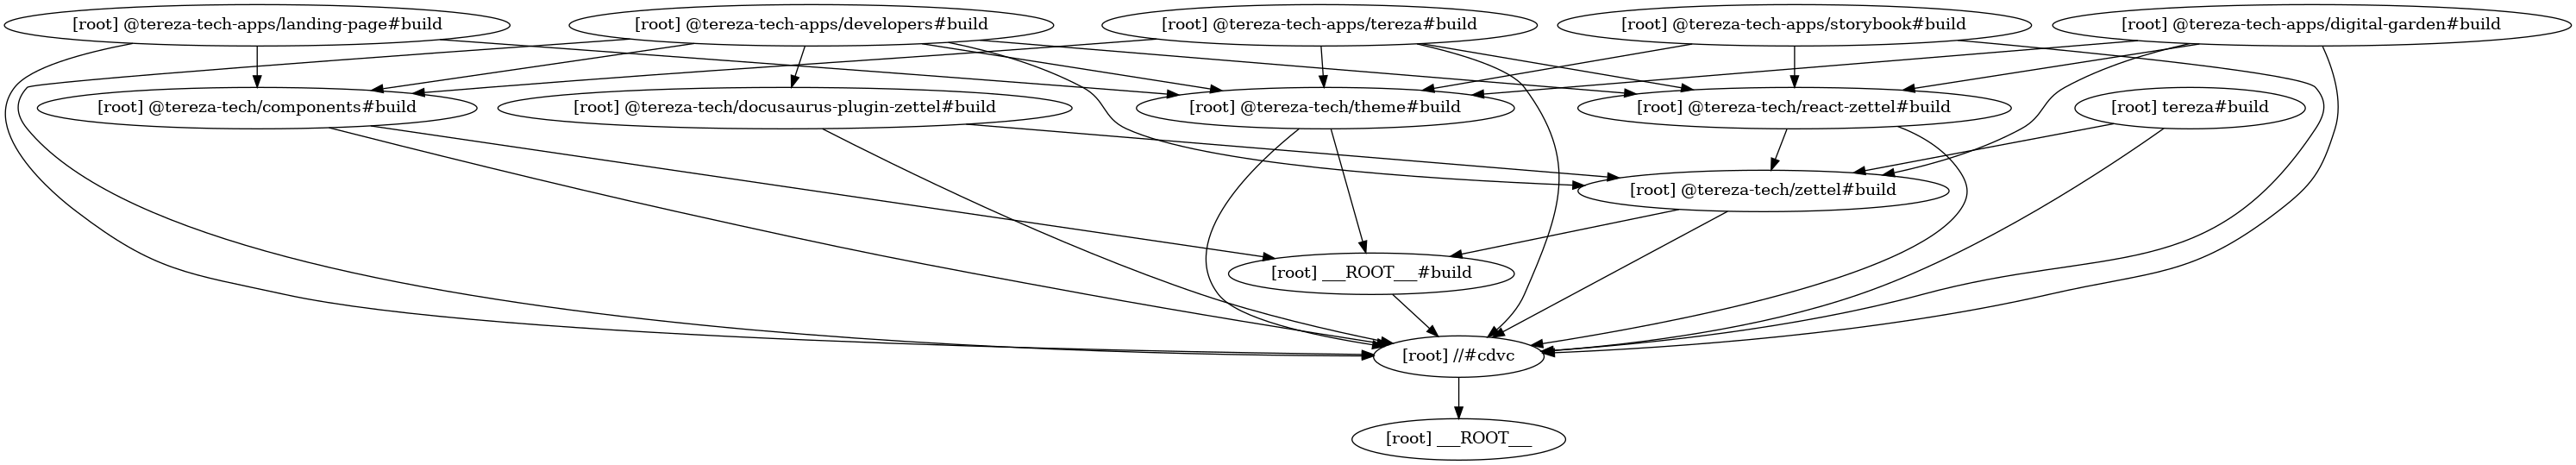 [root] @tereza-tech-apps/landing-page#build
[root] @tereza-tech-apps/developers#build
[root] @tereza-tech-apps/tereza#build
[root] @tereza-tech-apps/storybook#build
[root] @tereza-tech-apps/digital-garden#build
[root] @tereza-tech/components#build
[root] @tereza-tech/docusaurus-plugin-zettel#build
[root] @tereza-tech/theme#build
[root] @tereza-tech/react-zettel#build
[root] tereza#build
[root] @tereza-tech/zettel#build
[root] ___ROOT___#build
[root] //#cdvc
[root] ___ROOT___